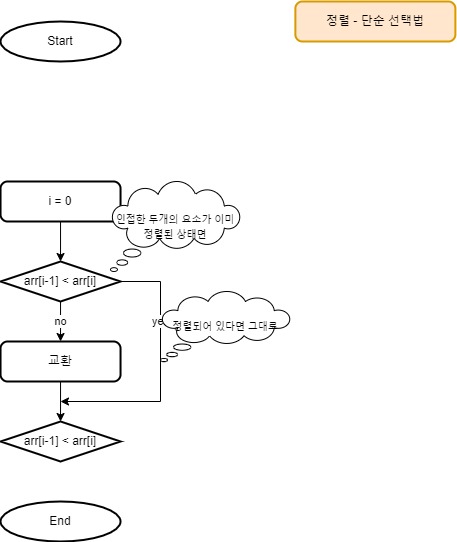 Start
정렬 - 단순 선택법
i = 0
인접한 두개의 요소가 이미
정렬된 상태면
arr[i-1] < arr[i]
no
ye
정렬되어 있다면 그대로
교환
arr[i-1] < arr[i]
End